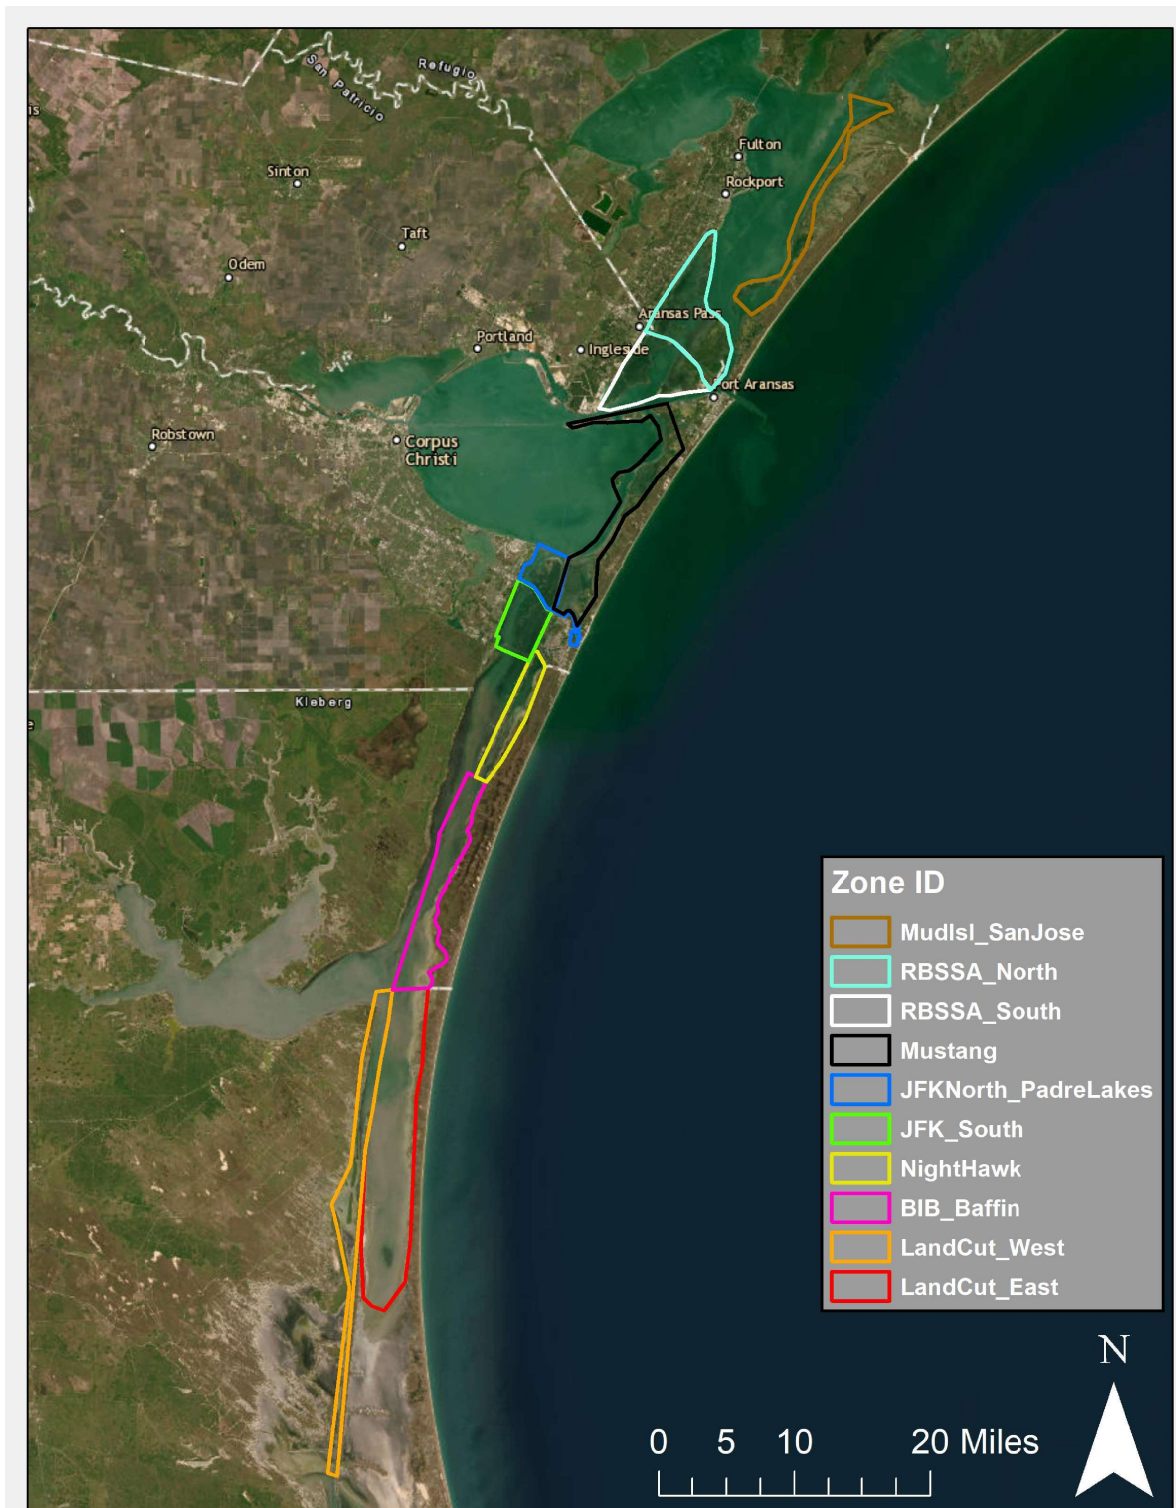 Refugio
San Patricio
is
Fulton
Sinton
Rockport
Taft
Odem
Aransas Pass
Portland
Ingleside
Port Aransas
Robstown
Corpus
Christi
Kleberg
e
Zone ID
MudIsl_SanJose
RBSSA_North
RBSSA_South
Mustang
JFKNorth_PadreLakes
JFK_South
NightHawk
BIB_Baffin
LandCut_West
LandCut_East
N
0 5 10 20 Miles